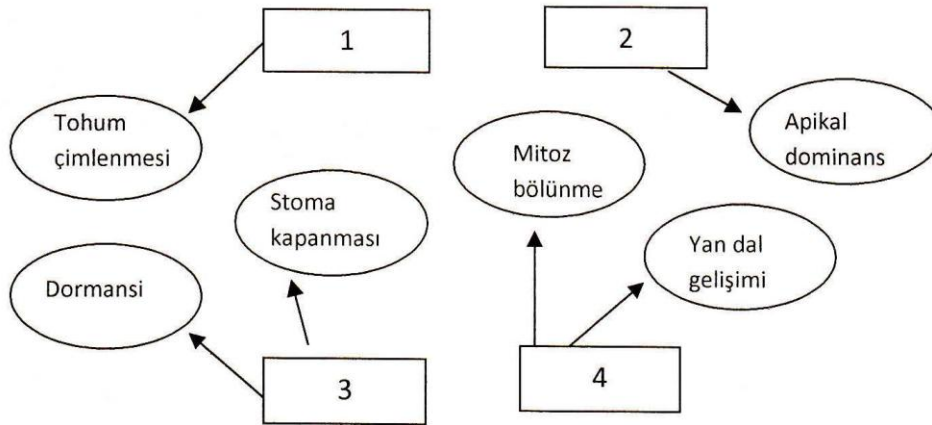 1
2
Tohum
çimlenmesi
Apikal
dominans
Mitoz
bölünme
Stoma
kapanması
Yan dal
gelişimi
Dormansi
3
4